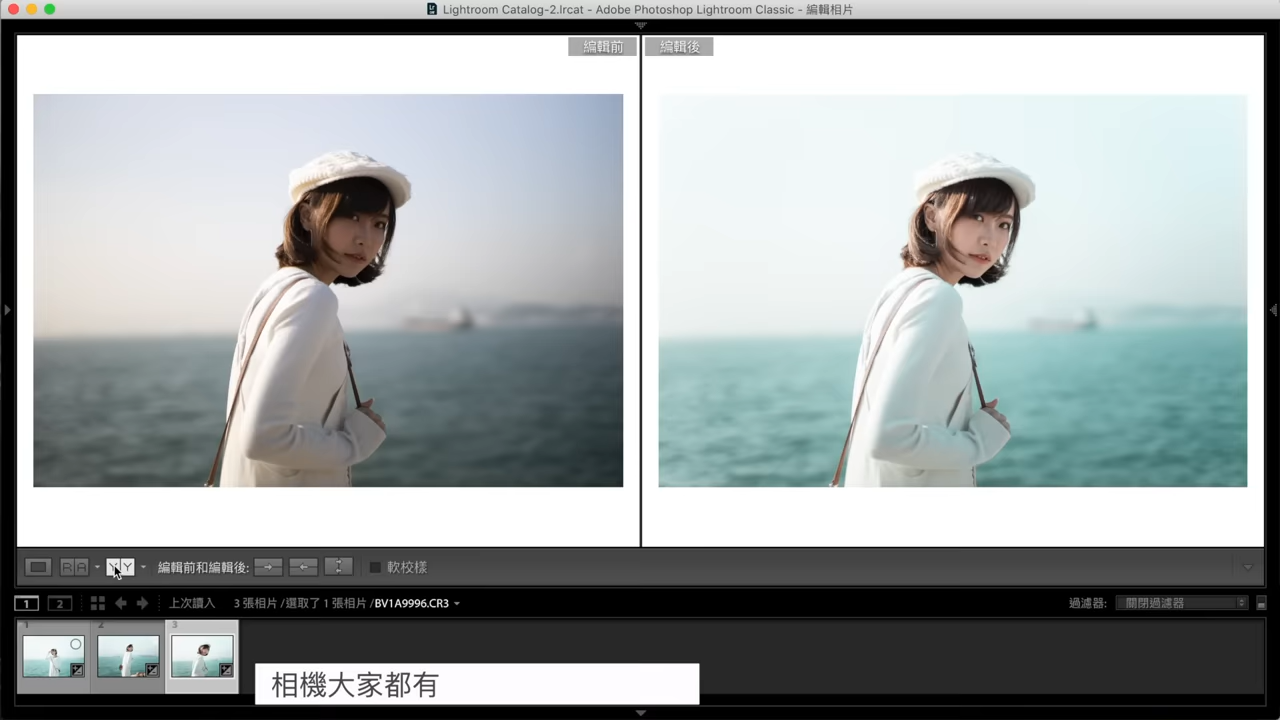 Lightroom Catalog-2.lrcat - Adobe Photoshop Lightroom Classic - 編輯相片
編輯前
編輯後
R A
Y Y
編輯前和編輯後:
軟校樣
1
2
上次讀入
3 張相片 /選取了 1 張相片 /BV1A9996.CR3
過濾器:
關閉過濾器
1
2
3
相機大家都有